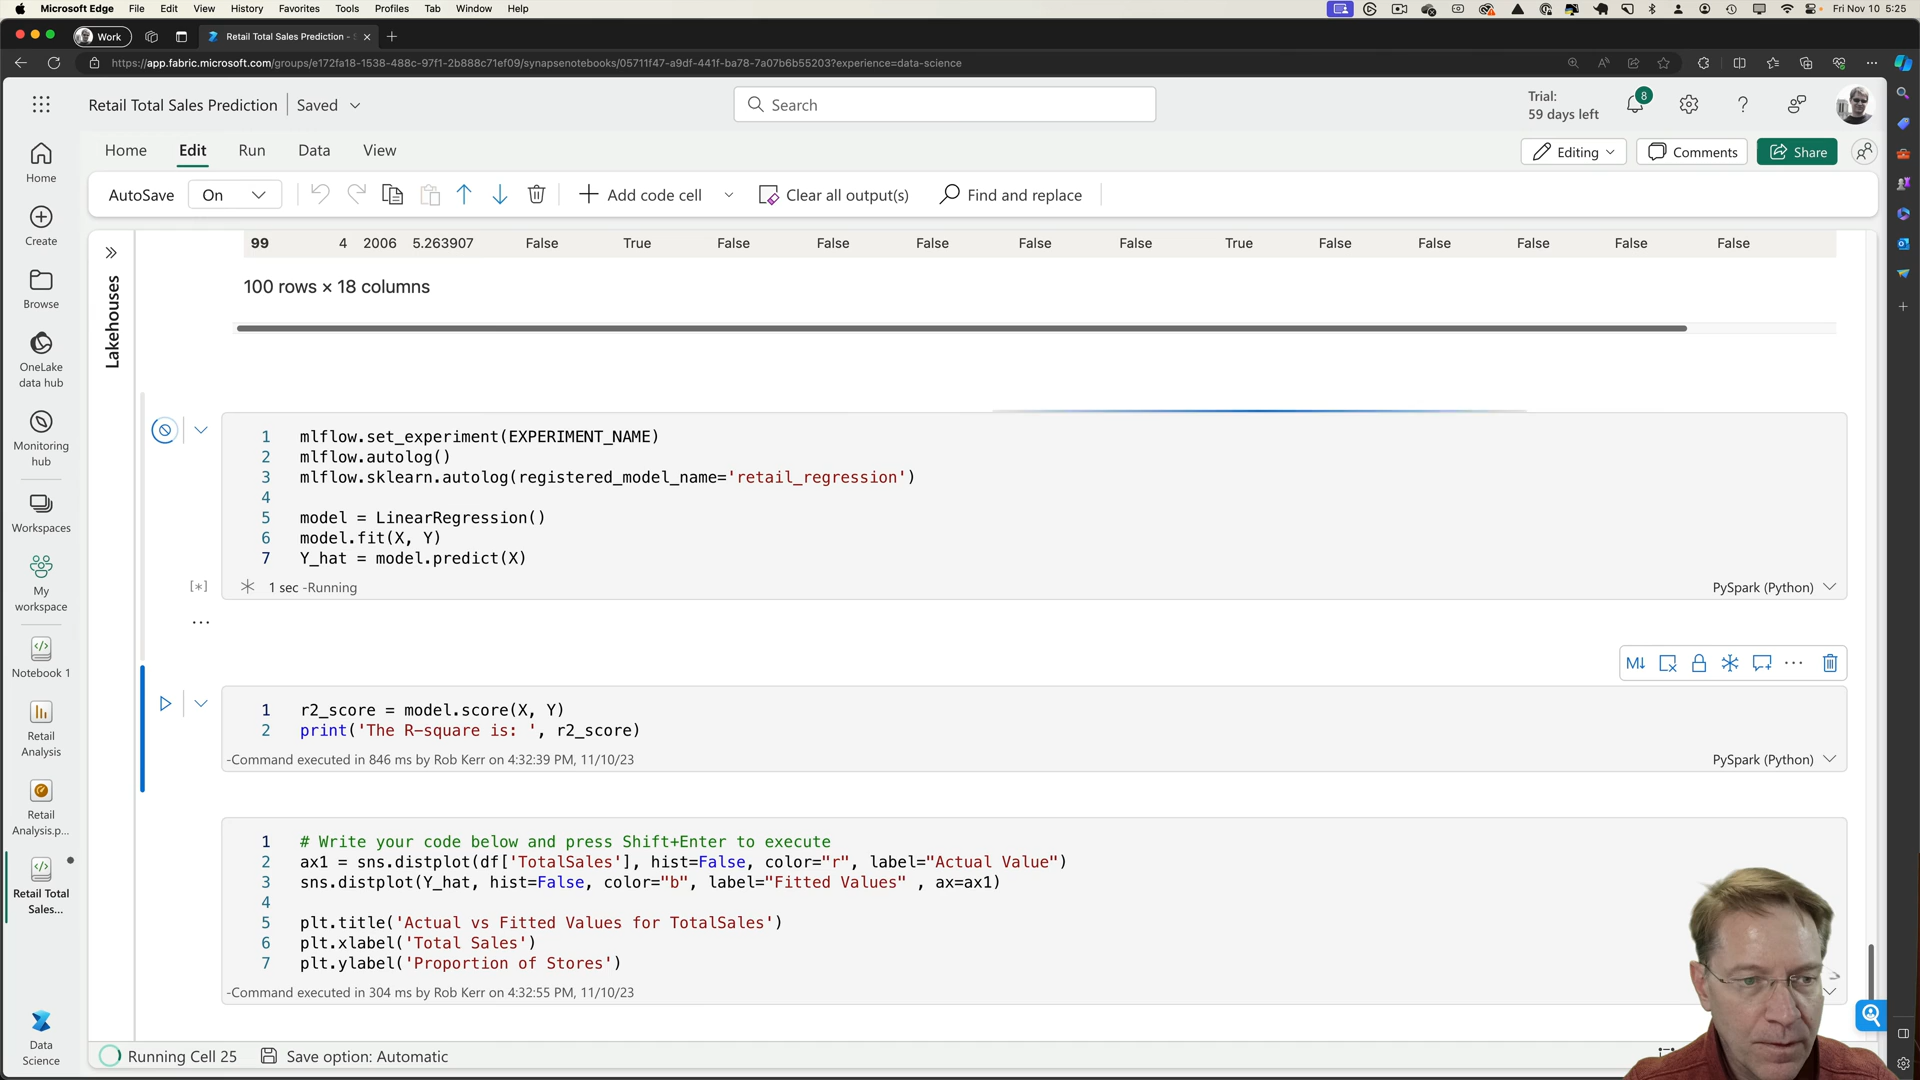 Microsoft Edge File Edit View History Favorites Tools Profiles Tab Window Help Fri Nov 10 5:25
Work Retail Total Sales Prediction -
https://app.fabric.microsoft.com/groups/e172fa18-1538-488c-97f1-2b888c71ef09/synapsenotebooks/05711f47-a9df-441f-ba78-7a07b6b55203?experience=data-science
Retail Total Sales Prediction Saved
Search
Trial:
59 days left
8
Home Edit Run Data View
Editing Comments Share
AutoSave On Add code cell Clear all output(s) Find and replace
Home
Create
Browse
OneLake
data hub
Monitoring
hub
Workspaces
My
workspace
Notebook 1
Retail
Analysis
Retail
Analysis.p...
Retail Total
Sales...
Data
Science
Lakehouses
99 4 2006 5.263907 False True False False False False False True False False False False False
100 rows × 18 columns
1 mlflow.set_experiment(EXPERIMENT_NAME)
2 mlflow.autolog()
3 mlflow.sklearn.autolog(registered_model_name='retail_regression')
4
5 model = LinearRegression()
6 model.fit(X, Y)
7 Y_hat = model.predict(X)
[*] 1 sec -Running PySpark (Python)
...
M↓
1 r2_score = model.score(X, Y)
2 print('The R-square is: ', r2_score)
-Command executed in 846 ms by Rob Kerr on 4:32:39 PM, 11/10/23 PySpark (Python)
1 # Write your code below and press Shift+Enter to execute
2 ax1 = sns.distplot(df['TotalSales'], hist=False, color="r", label="Actual Value")
3 sns.distplot(Y_hat, hist=False, color="b", label="Fitted Values" , ax=ax1)
4
5 plt.title('Actual vs Fitted Values for TotalSales')
6 plt.xlabel('Total Sales')
7 plt.ylabel('Proportion of Stores')
-Command executed in 304 ms by Rob Kerr on 4:32:55 PM, 11/10/23
Running Cell 25 Save option: Automatic